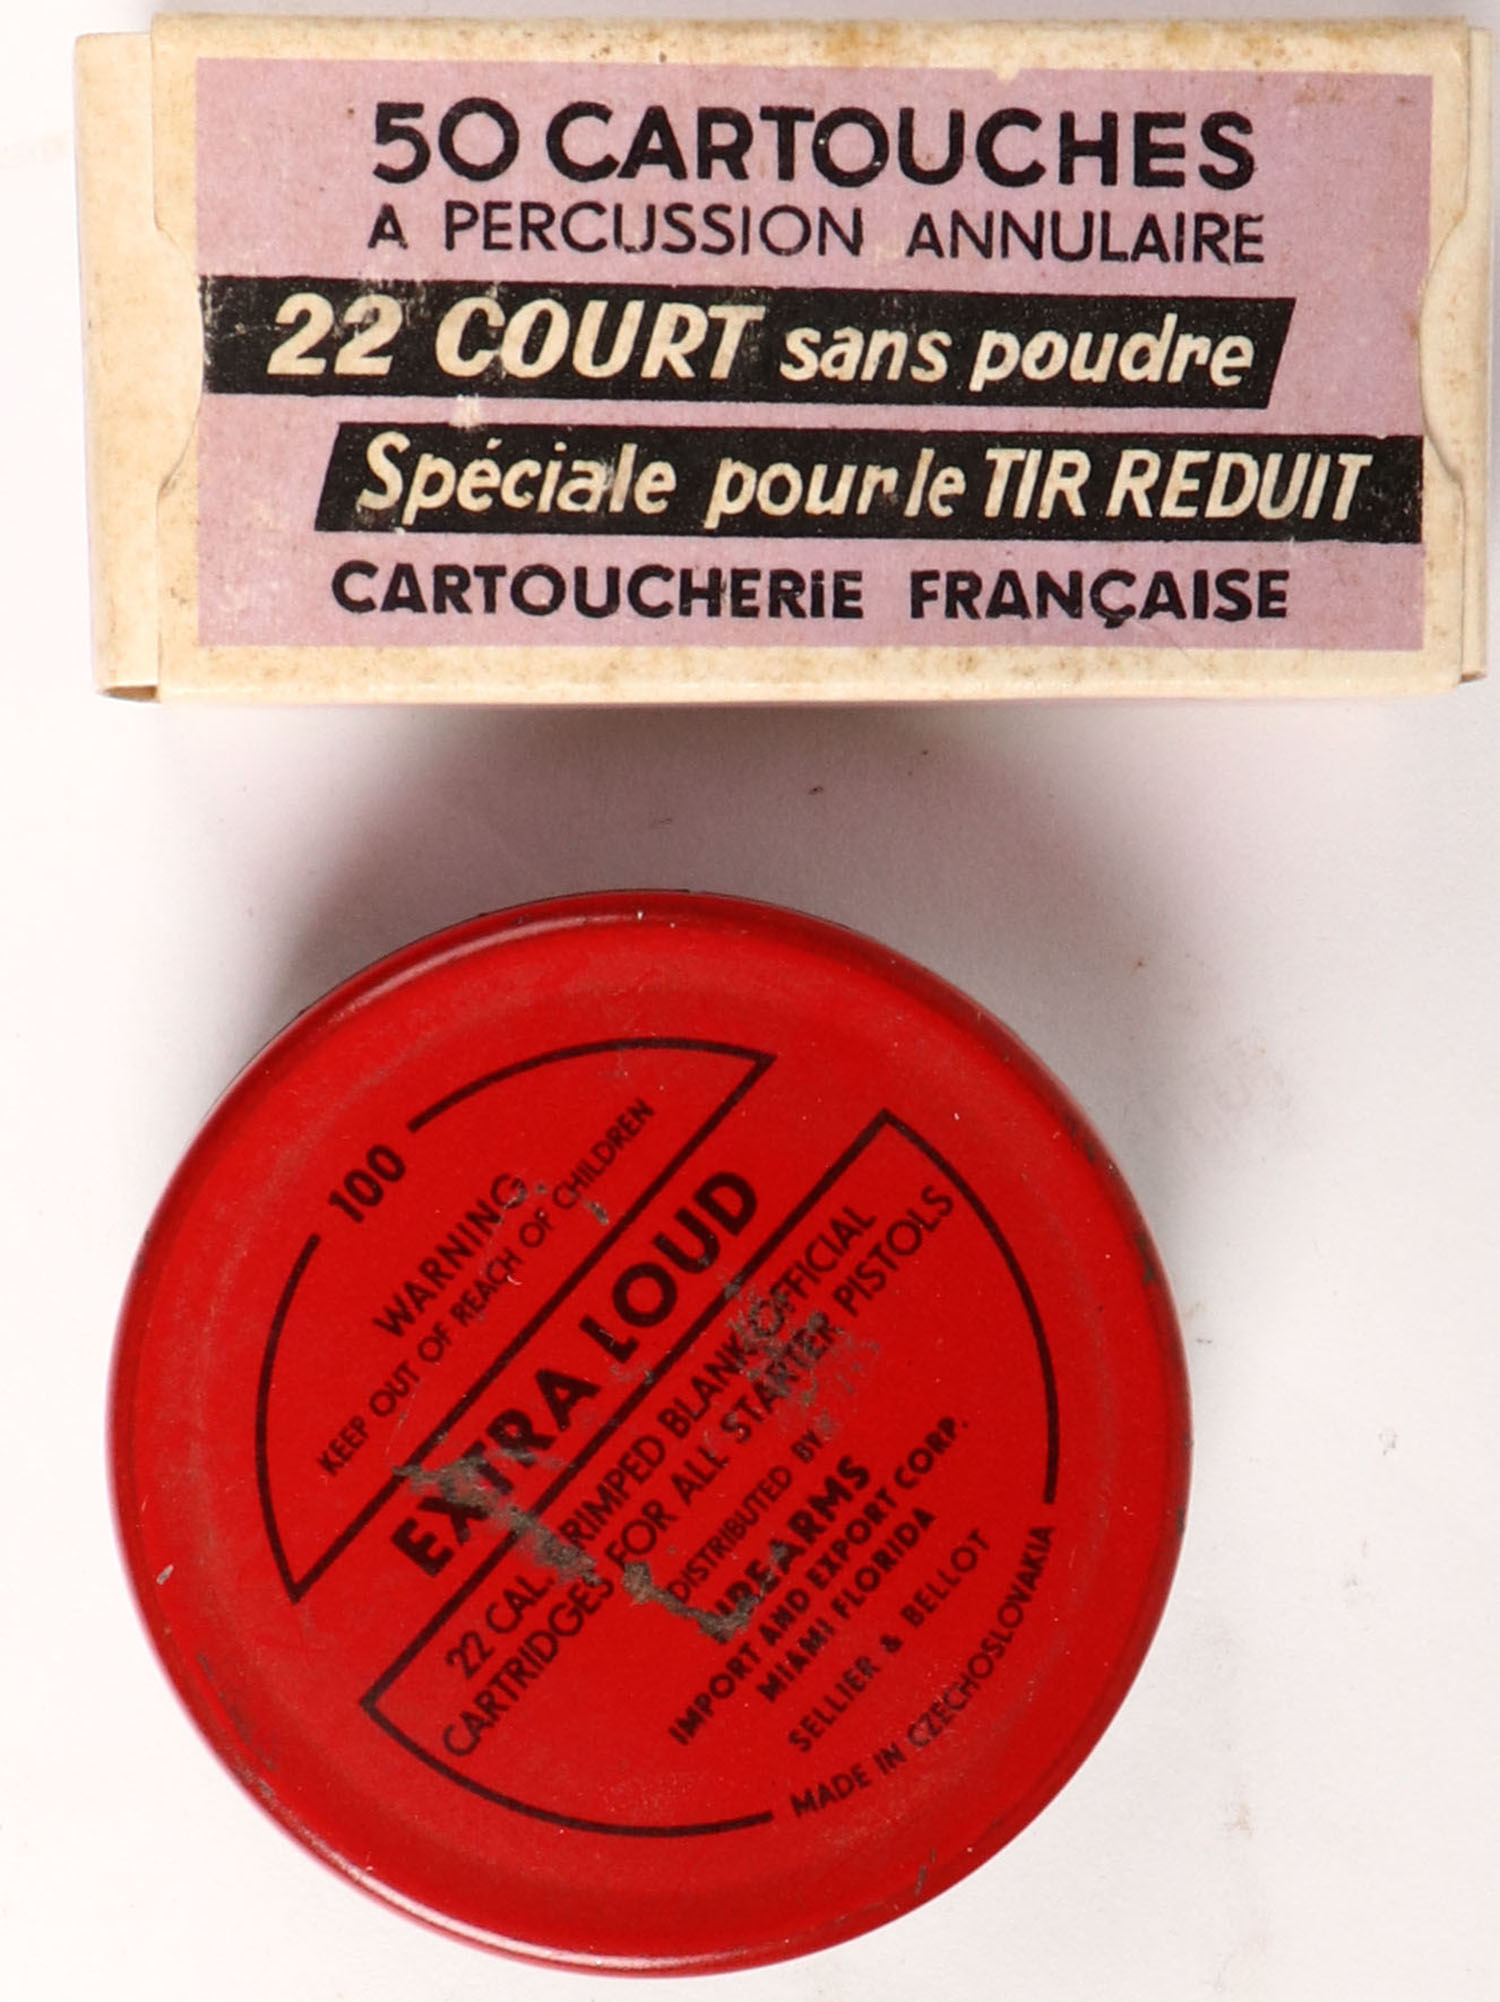 50 CARTOUCHES
A PERCUSSION ANNULAIRE
22 COURT sans poudre
Spéciale pour le TIR REDUIT
CARTOUCHERIE FRANÇAISE
100
WARNING
KEEP OUT OF REACH OF CHILDREN
EXTRA LOUD
22 CAL. CRIMPED BLANK OFFICIAL
CARTRIDGES FOR ALL STARTER PISTOLS
DISTRIBUTED BY
FIREARMS
IMPORT AND EXPORT CORP.
MIAMI FLORIDA
SELLIER & BELLOT
MADE IN CZECHOSLOVAKIA